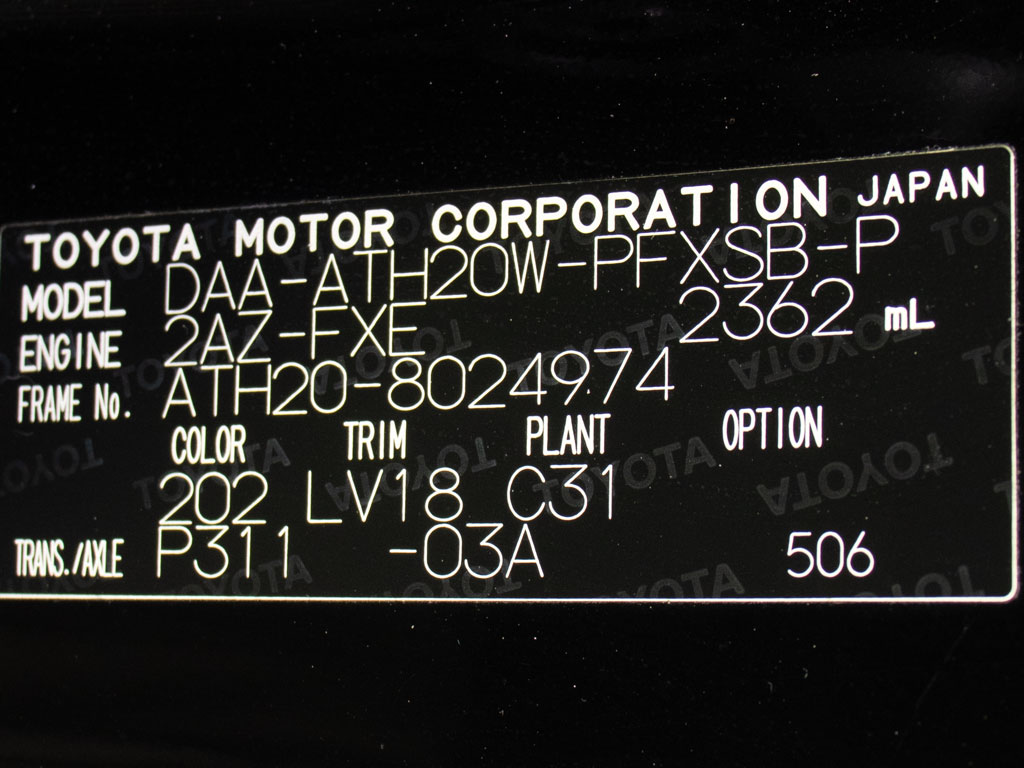 TOYOTA MOTOR CORPORATION JAPAN
MODEL DAA-ATH20W-PFXSB-P
ENGINE 2AZ-FXE 2362 mL
FRAME No. ATH20-8024974
COLOR TRIM PLANT OPTION
202 LV18 C31
TRANS./AXLE P311 -03A 506